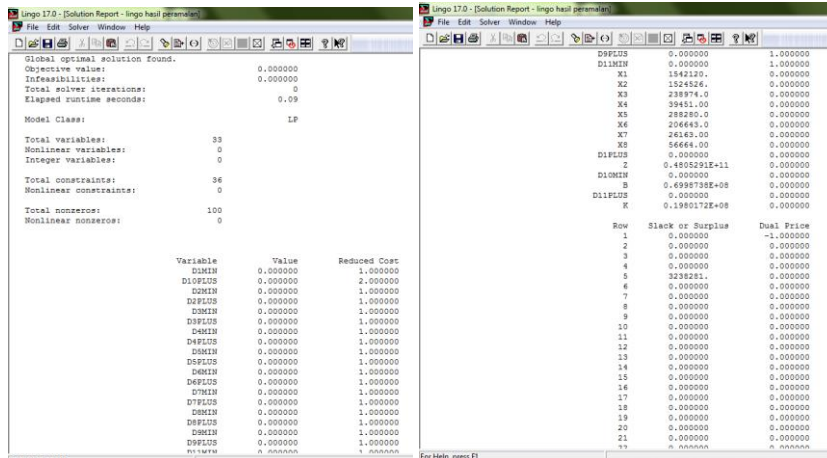 Lingo 17.0 - [Solution Report - lingo hasil peramalan]
File Edit Solver Window Help
Global optimal solution found.
Objective value: 0.000000
Infeasibilities: 0.000000
Total solver iterations: 0
Elapsed runtime seconds: 0.09
Model Class: LP
Total variables: 33
Nonlinear variables: 0
Integer variables: 0
Total constraints: 36
Nonlinear constraints: 0
Total nonzeros: 100
Nonlinear nonzeros: 0
Variable Value Reduced Cost
D1MIN 0.000000 1.000000
D10PLUS 0.000000 2.000000
D2MIN 0.000000 1.000000
D2PLUS 0.000000 1.000000
D3MIN 0.000000 1.000000
D3PLUS 0.000000 1.000000
D4MIN 0.000000 1.000000
D4PLUS 0.000000 1.000000
D5MIN 0.000000 1.000000
D5PLUS 0.000000 1.000000
D6MIN 0.000000 1.000000
D6PLUS 0.000000 1.000000
D7MIN 0.000000 1.000000
D7PLUS 0.000000 1.000000
D8MIN 0.000000 1.000000
D8PLUS 0.000000 1.000000
D9MIN 0.000000 1.000000
D9PLUS 0.000000 1.000000
D11MIN 0.000000 1.000000
Lingo 17.0 - [Solution Report - lingo hasil peramalan]
File Edit Solver Window Help
D9PLUS 0.000000 1.000000
D11MIN 0.000000 1.000000
X1 1542120. 0.000000
X2 1524526. 0.000000
X3 238974.0 0.000000
X4 39451.00 0.000000
X5 288280.0 0.000000
X6 206643.0 0.000000
X7 26163.00 0.000000
X8 56664.00 0.000000
D1PLUS 0.000000 0.000000
Z 0.4805291E+11 0.000000
D10MIN 0.000000 0.000000
B 0.6998738E+08 0.000000
D11PLUS 0.000000 0.000000
K 0.1980172E+08 0.000000
Row Slack or Surplus Dual Price
1 0.000000 -1.000000
2 0.000000 0.000000
3 0.000000 0.000000
4 0.000000 0.000000
5 3238281. 0.000000
6 0.000000 0.000000
7 0.000000 0.000000
8 0.000000 0.000000
9 0.000000 0.000000
10 0.000000 0.000000
11 0.000000 0.000000
12 0.000000 0.000000
13 0.000000 0.000000
14 0.000000 0.000000
15 0.000000 0.000000
16 0.000000 0.000000
17 0.000000 0.000000
18 0.000000 0.000000
19 0.000000 0.000000
20 0.000000 0.000000
21 0.000000 0.000000
22 0.000000 0.000000
For Help, press F1